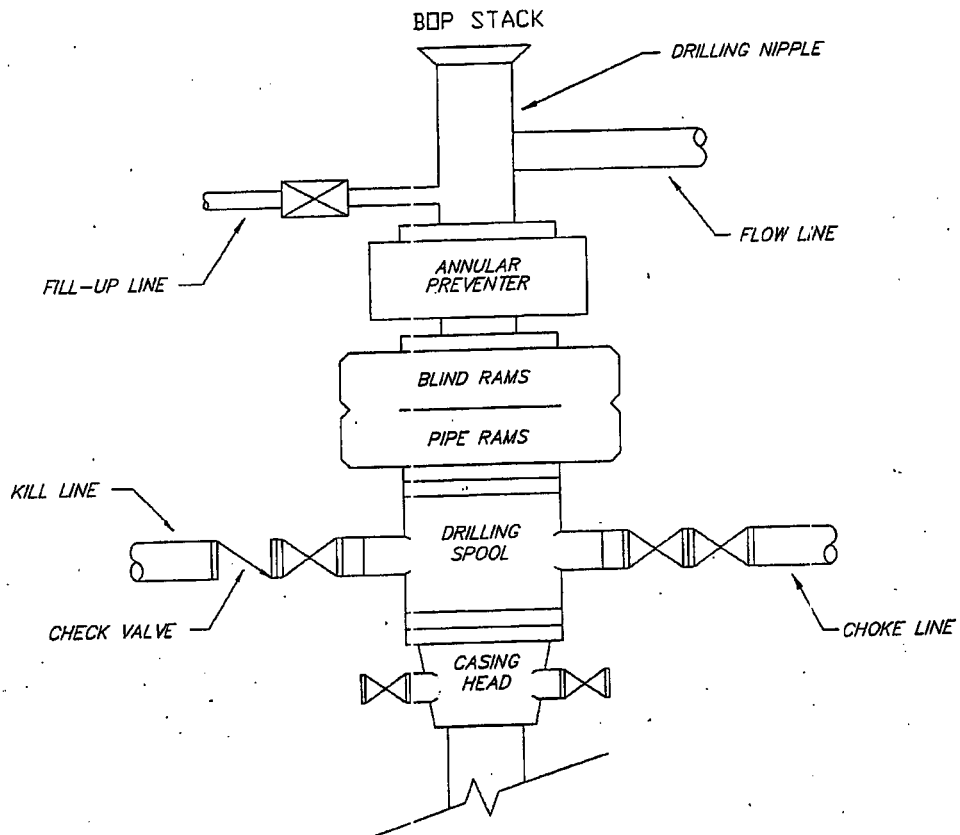 BOP STACK
DRILLING NIPPLE
FLOW LINE
FILL-UP LINE
ANNULAR
PREVENTER
BLIND RAMS
PIPE RAMS
KILL LINE
DRILLING
SPOOL
CHECK VALVE
CHOKE LINE
CASING
HEAD